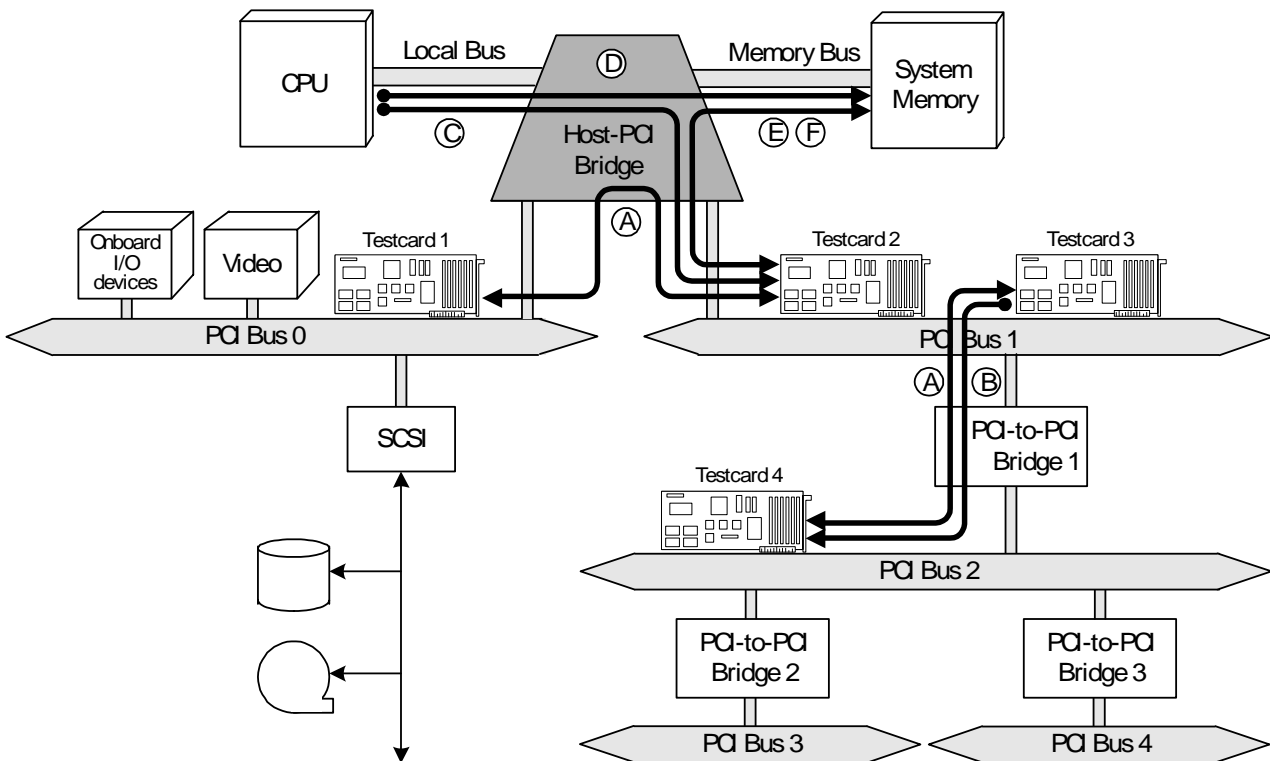 CPU
Local Bus
D
Memory Bus
System
Memory
C
E F
Host-PCI
Bridge
A
Onboard
I/O
devices
Video
Testcard 1
Testcard 2
Testcard 3
PCI Bus 0
PCI Bus 1
A B
SCSI
PCI-to-PCI
Bridge 1
Testcard 4
PCI Bus 2
PCI-to-PCI
Bridge 2
PCI-to-PCI
Bridge 3
PCI Bus 3
PCI Bus 4